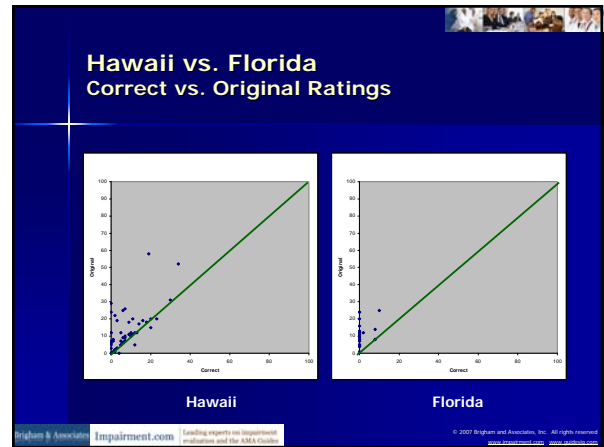 Hawaii vs. Florida
Correct vs. Original Ratings
100
90
80
70
60
50
40
30
20
10
0
Original
0 20 40 60 80 100
Correct
100
90
80
70
60
50
40
30
20
10
0
Original
0 20 40 60 80 100
Correct
Hawaii
Florida
Brigham & Associates
Impairment.com
Leading experts on impairment
evaluation and the AMA Guides
© 2007 Brigham and Associates, Inc. All rights reserved
www.impairment.com www.guidesva.com